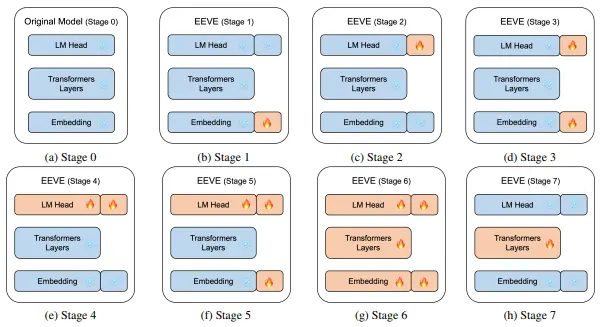 Original Model (Stage 0)
LM Head
Transformers
Layers
Embedding
(a) Stage 0
EEVE (Stage 1)
LM Head
Transformers
Layers
Embedding
(b) Stage 1
EEVE (Stage 2)
LM Head
Transformers
Layers
Embedding
(c) Stage 2
EEVE (Stage 3)
LM Head
Transformers
Layers
Embedding
(d) Stage 3
EEVE (Stage 4)
LM Head
Transformers
Layers
Embedding
(e) Stage 4
EEVE (Stage 5)
LM Head
Transformers
Layers
Embedding
(f) Stage 5
EEVE (Stage 6)
LM Head
Transformers
Layers
Embedding
(g) Stage 6
EEVE (Stage 7)
LM Head
Transformers
Layers
Embedding
(h) Stage 7